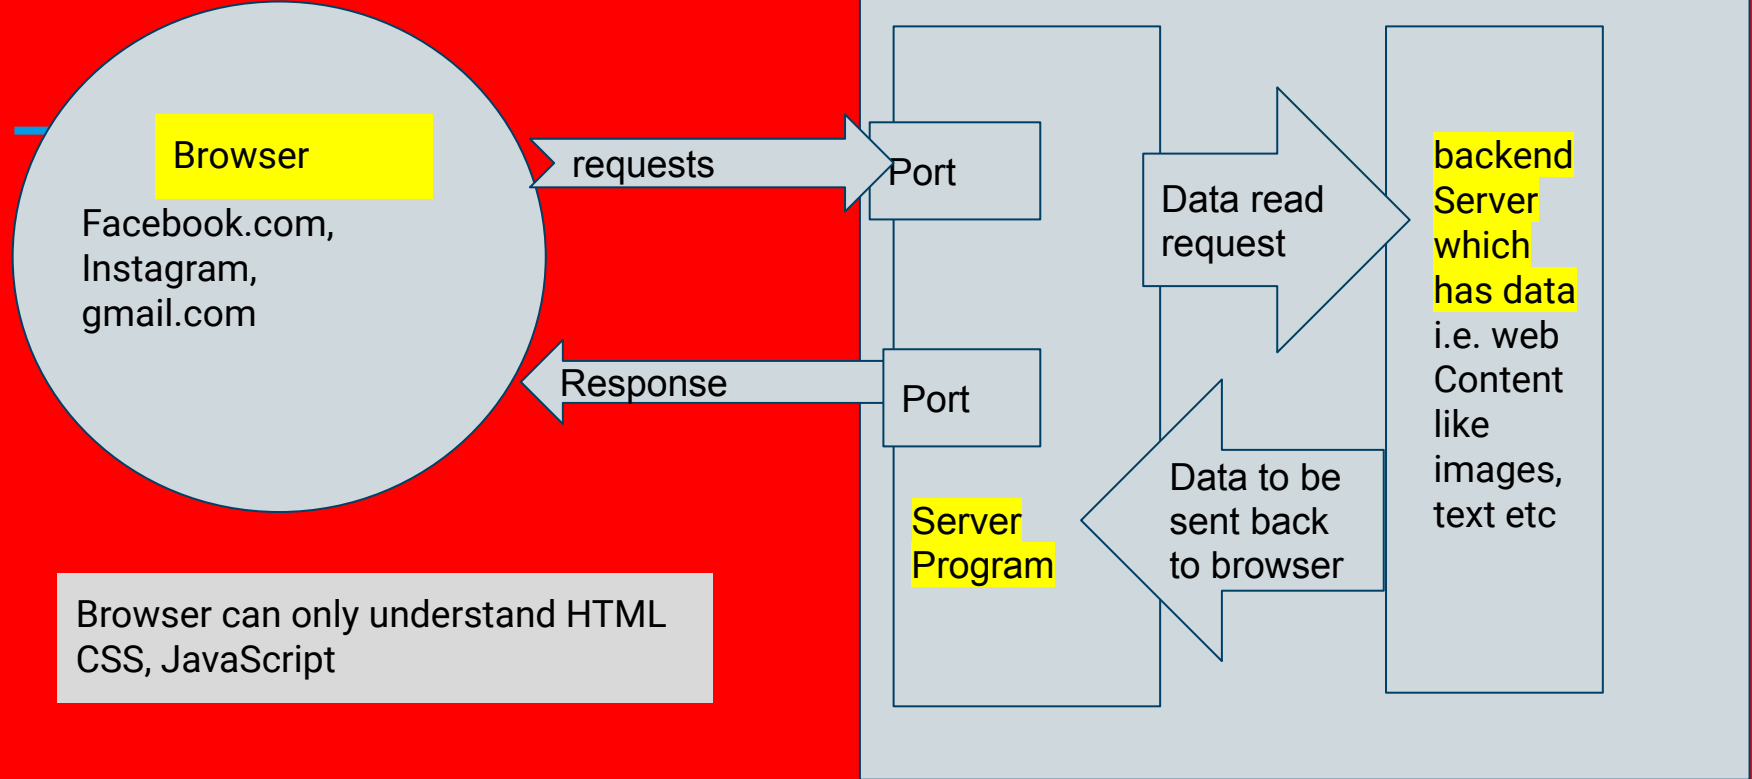 Browser
Facebook.com,
Instagram,
gmail.com
requests
Port
Response
Port
Server
Program
Browser can only understand HTML
CSS, JavaScript
Data read
request
Data to be
sent back
to browser
backend
Server
which
has data
i.e. web
Content
like
images,
text etc